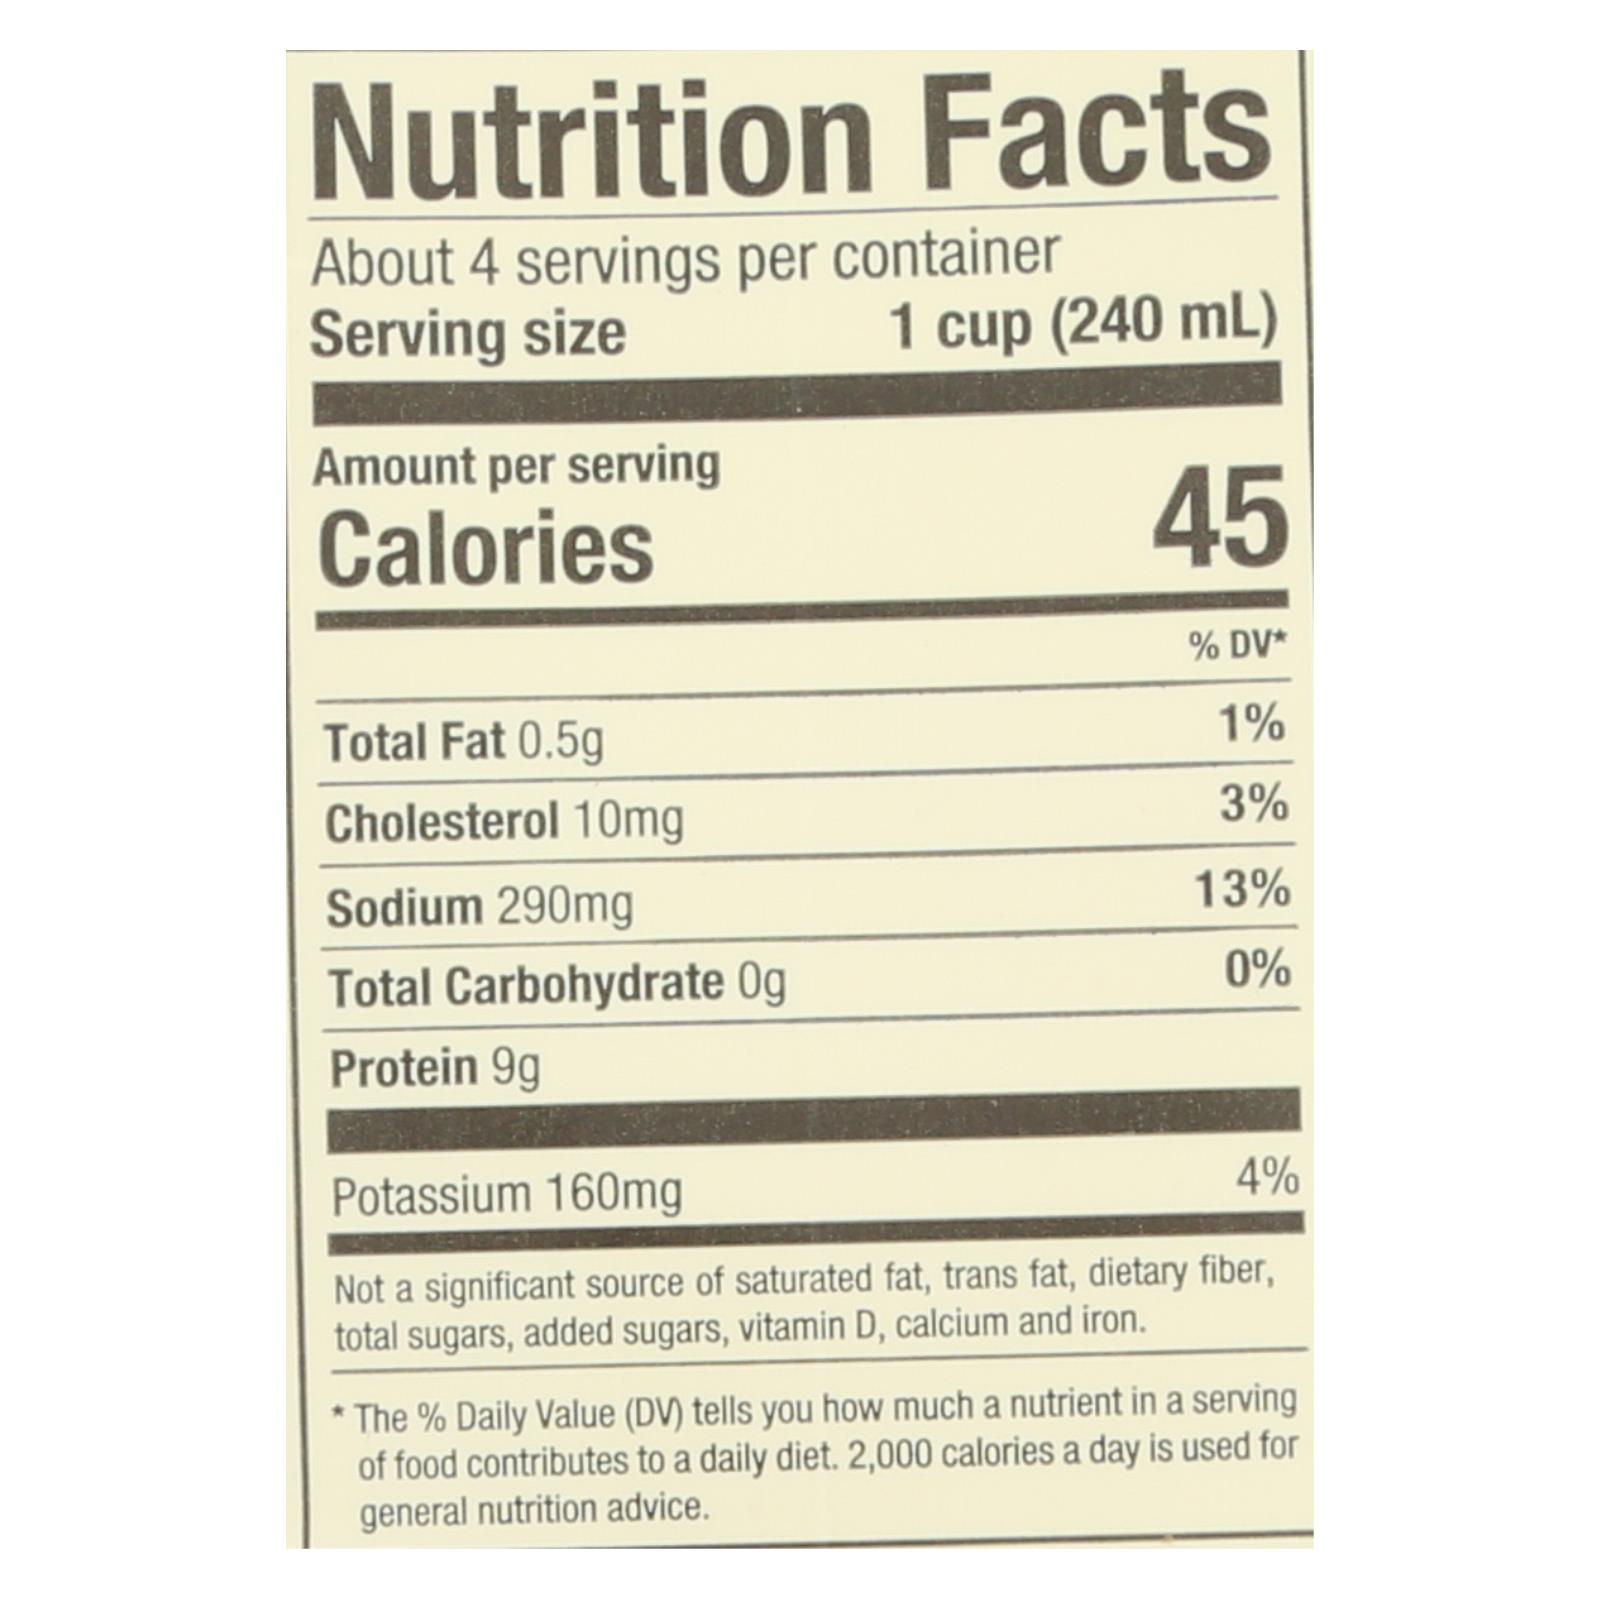 Nutrition Facts
About 4 servings per container
Serving size 1 cup (240 mL)
Amount per serving
Calories 45
% DV*
Total Fat 0.5g 1%
Cholesterol 10mg 3%
Sodium 290mg 13%
Total Carbohydrate 0g 0%
Protein 9g
Potassium 160mg 4%
Not a significant source of saturated fat, trans fat, dietary fiber,
total sugars, added sugars, vitamin D, calcium and iron.
* The % Daily Value (DV) tells you how much a nutrient in a serving
of food contributes to a daily diet. 2,000 calories a day is used for
general nutrition advice.